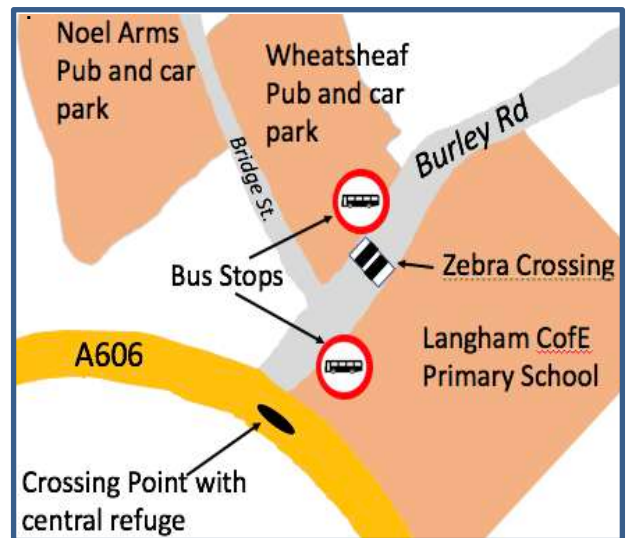 Noel Arms
Pub and car
park
Wheatsheaf
Pub and car
park
Burley Rd
Bridge St.
Bus Stops
Zebra Crossing
A606
Langham CofE
Primary School
Crossing Point with
central refuge